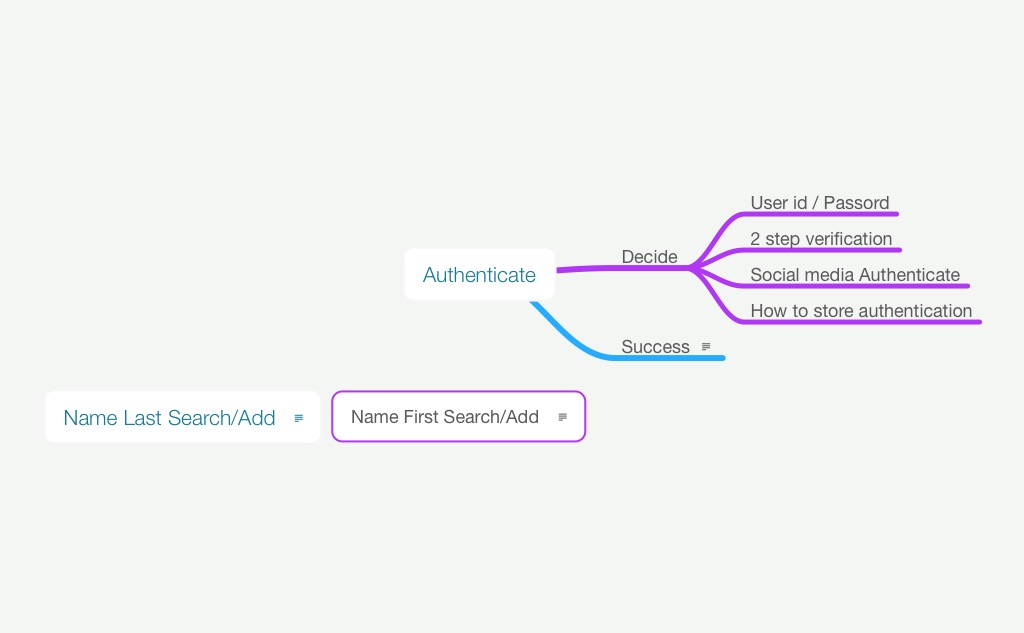 User id / Passord
2 step verification
Decide
Authenticate
Social media Authenticate
How to store authentication
Success
Name Last Search/Add
Name First Search/Add